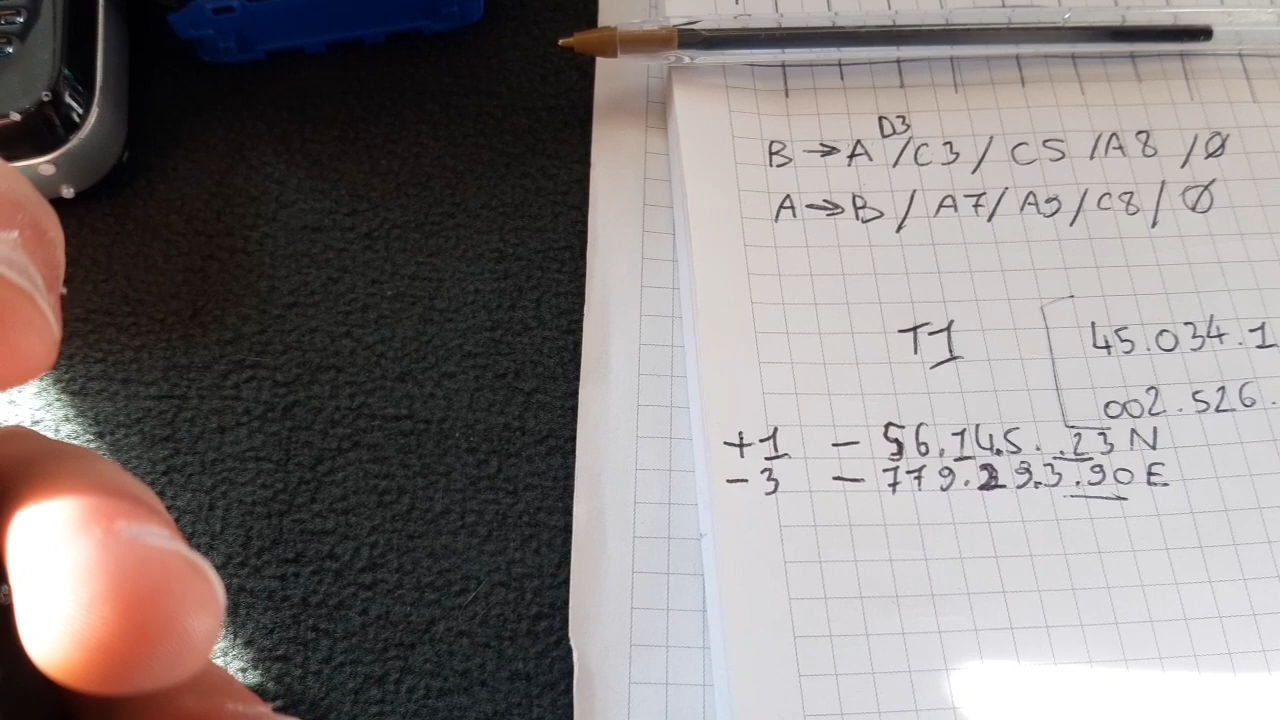 D3
B → A /C3/ C5 /A8 /Ø
A → B / A7/ A9/ C8/ Ø
T1
45.034.1
002.526.
+1 - 56.145..23 N
-3 - 779.293.90 E